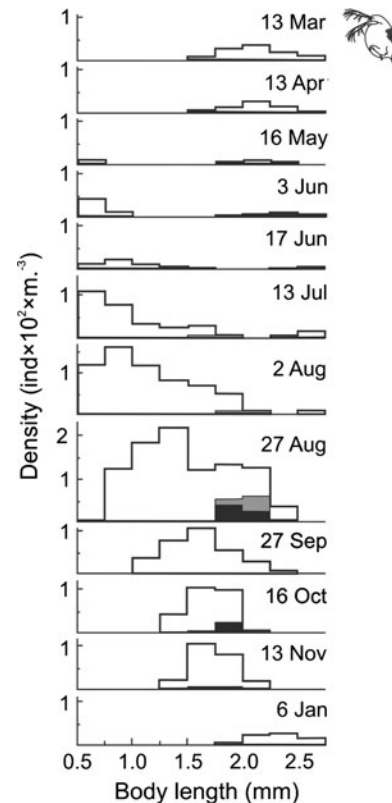 1
13 Mar
1
13 Apr
1
16 May
1
3 Jun
1
17 Jun
1
13 Jul
1
2 Aug
2
27 Aug
1
1
27 Sep
1
16 Oct
1
13 Nov
1
6 Jan
0.5 1.0 1.5 2.0 2.5
Body length (mm)
Density (ind×10²×m.⁻³)